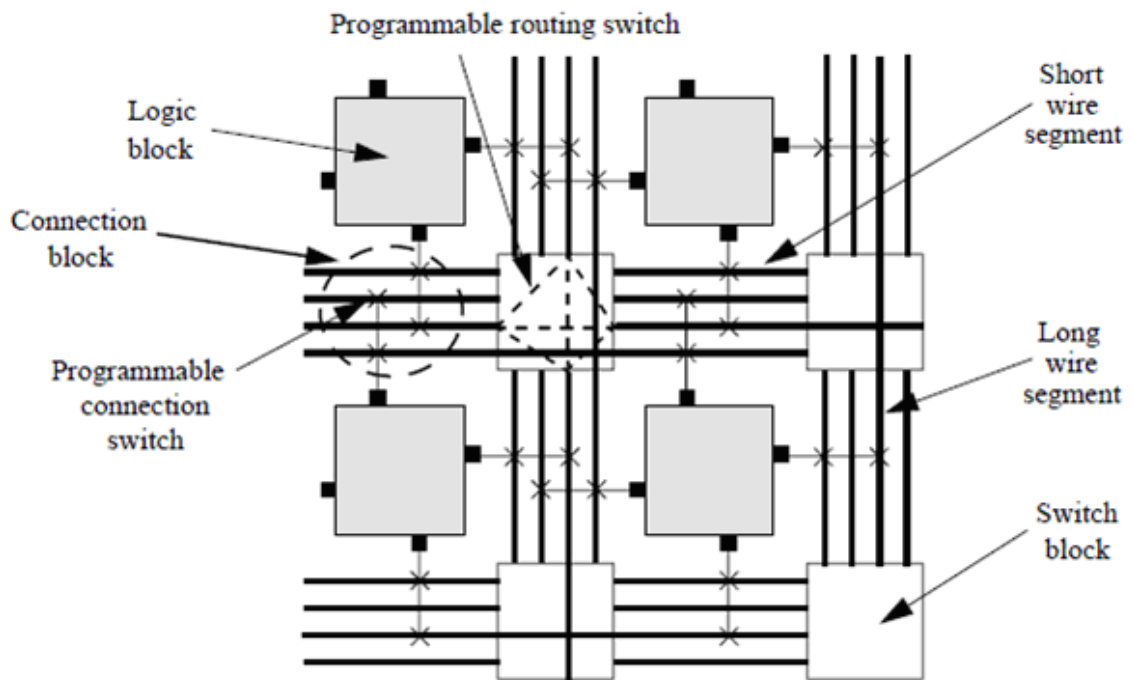 Programmable routing switch
Logic
block
Short
wire
segment
Connection
block
Programmable
connection
switch
Long
wire
segment
Switch
block